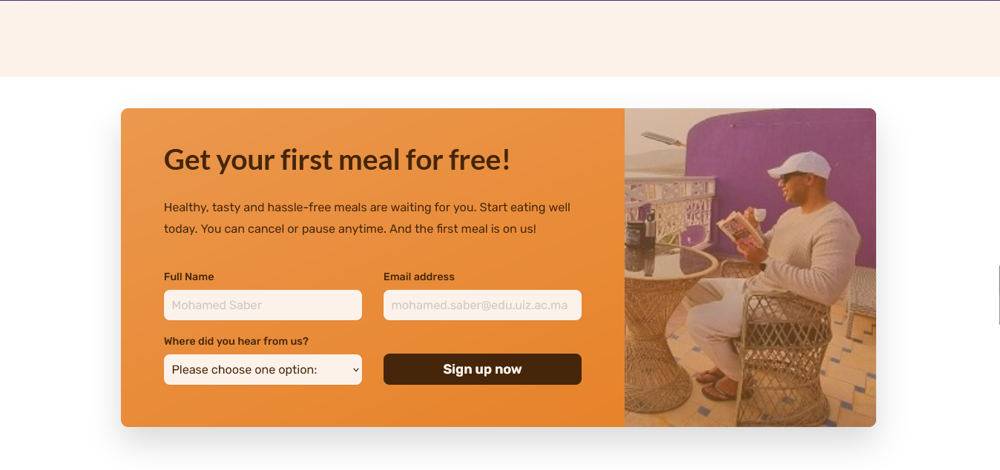 Get your first meal for free!
Healthy, tasty and hassle-free meals are waiting for you. Start eating well
today. You can cancel or pause anytime. And the first meal is on us!
Full Name
Email address
Mohamed Saber
mohamed.saber@edu.uiz.ac.ma
Where did you hear from us?
Please choose one option:
Sign up now